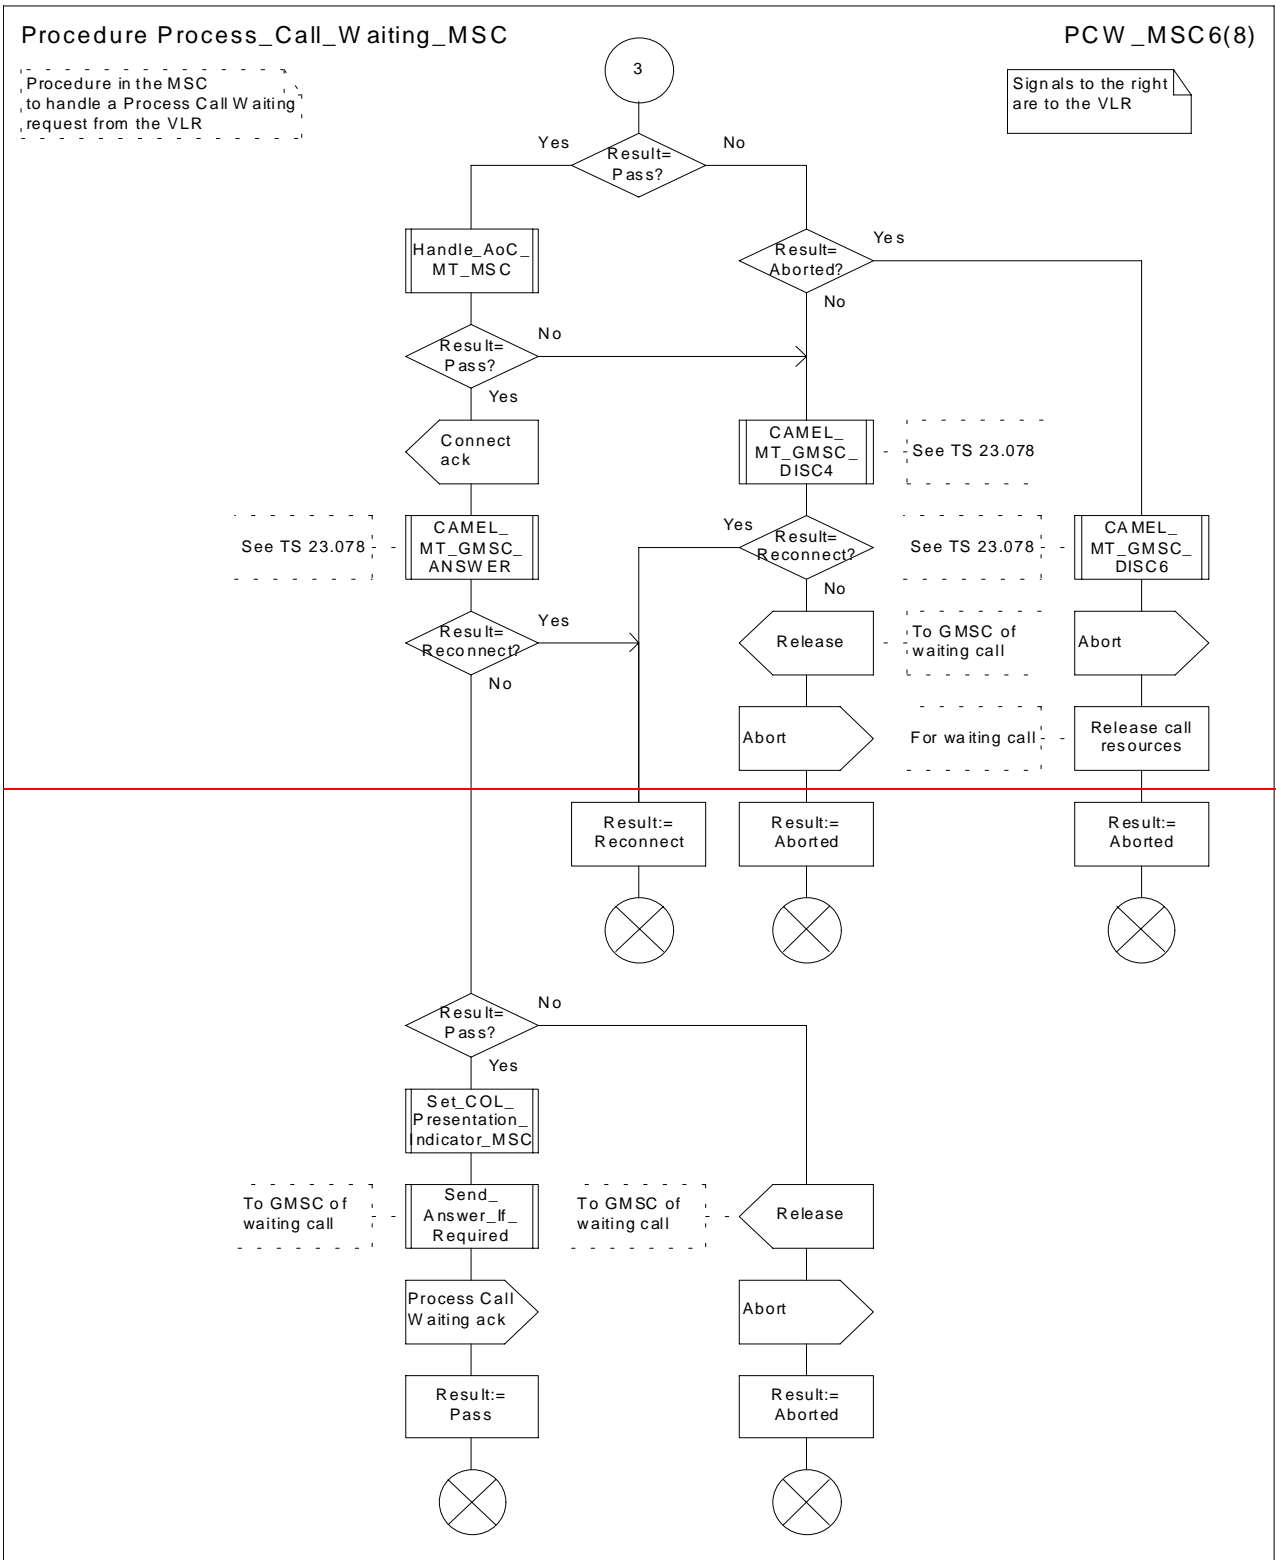 Procedure Process_Call_Waiting_MSC
PCW_MSC6(8)
Procedure in the MSC
to handle a Process Call Waiting
request from the VLR
3
Signals to the right
are to the VLR
Yes
Result=
Pass?
No
Handle_AoC_
MT_MSC
Result=
Aborted?
Yes
No
Result=
Pass?
No
Yes
Connect
ack
CAMEL_
MT_GMSC_
DISC4
See TS 23.078
See TS 23.078
CAMEL_
MT_GMSC_
ANSWER
Yes
Result=
Reconnect?
No
See TS 23.078
CAMEL_
MT_GMSC_
DISC6
Result=
Reconnect?
Yes
No
Release
To GMSC of
waiting call
Abort
Abort
For waiting call
Release call
resources
Result:=
Reconnect
Result:=
Aborted
Result:=
Aborted
Result=
Pass?
No
Yes
Set_COL_
Presentation_
Indicator_MSC
To GMSC of
waiting call
Send_
Answer_If_
Required
To GMSC of
waiting call
Release
Process Call
Waiting ack
Abort
Result:=
Pass
Result:=
Aborted